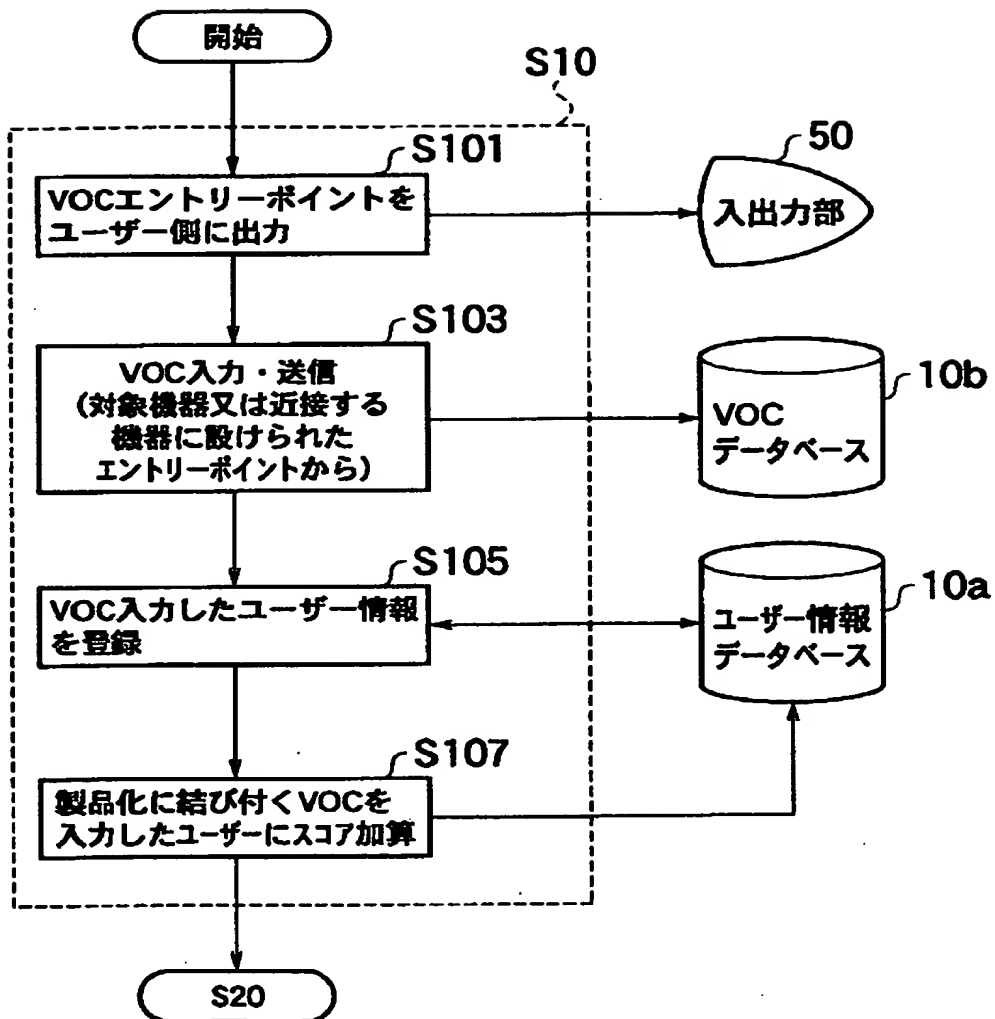 開始
S10
S101
VOCエントリーポイントを
ユーザー側に出力
50
入出力部
S103
VOC入力・送信
(対象機器又は近接する
機器に設けられた
エントリーポイントから)
10b
VOC
データベース
S105
VOC入力したユーザー情報
を登録
10a
ユーザー情報
データベース
S107
製品化に結び付くVOCを
入力したユーザーにスコア加算
S20